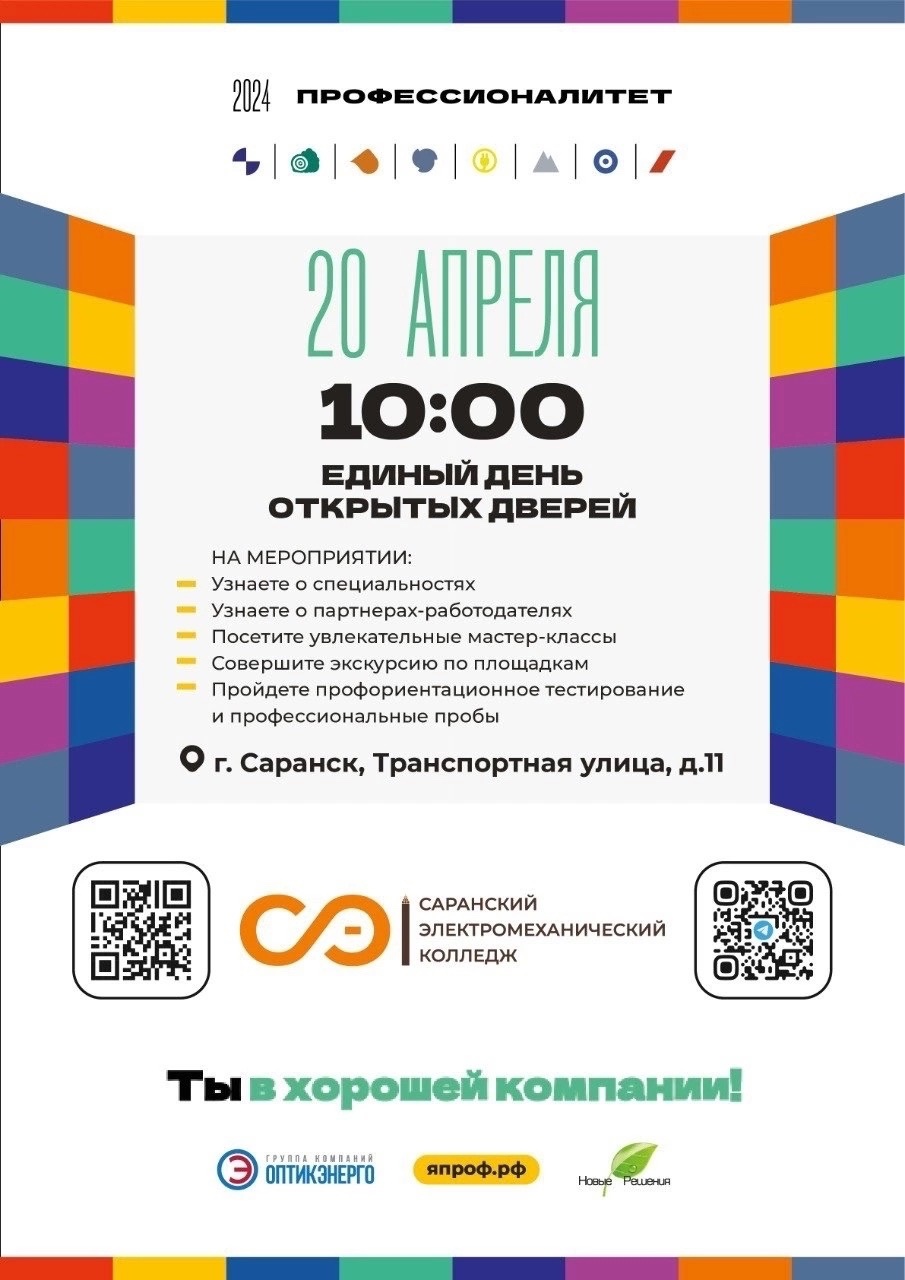 2024 ПРОФЕССИОНАЛИТЕТ
20 АПРЕЛЯ
10:00
ЕДИНЫЙ ДЕНЬ
ОТКРЫТЫХ ДВЕРЕЙ
НА МЕРОПРИЯТИИ:
Узнаете о специальностях
Узнаете о партнерах-работодателях
Посетите увлекательные мастер-классы
Совершите экскурсию по площадкам
Пройдете профориентационное тестирование
и профессиональные пробы
г. Саранск, Транспортная улица, д.11
СЭ
САРАНСКИЙ
ЭЛЕКТРОМЕХАНИЧЕСКИЙ
КОЛЛЕДЖ
Ты в хорошей компании!
Э
ГРУППА КОМПАНИЙ
ОПТИКЭНЕРГО
япроф.рф
Новые Решения